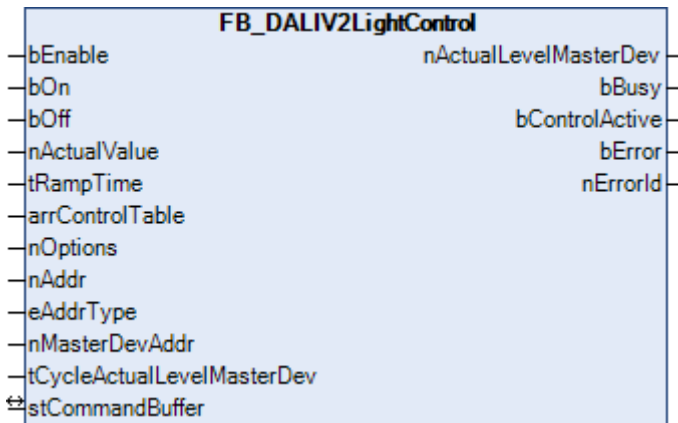 FB_DALIV2LightControl
bEnable nActualLevelMasterDev
bOn bBusy
bOff bControlActive
nActualValue bError
tRampTime nErrorId
arrControlTable
nOptions
nAddr
eAddrType
nMasterDevAddr
tCycleActualLevelMasterDev
stCommandBuffer